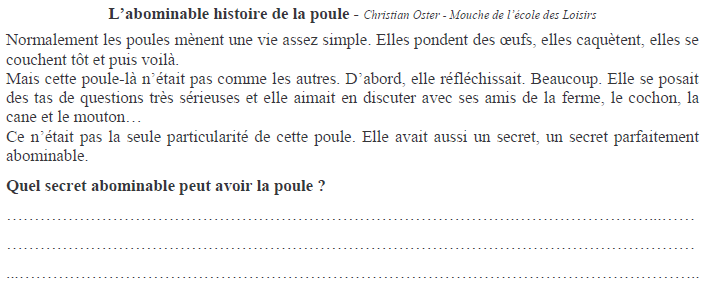 L’abominable histoire de la poule - Christian Oster - Mouche de l’école des Loisirs
Normalement les poules mènent une vie assez simple. Elles pondent des œufs, elles caquètent, elles se
couchent tôt et puis voilà.
Mais cette poule-là n’était pas comme les autres. D’abord, elle réfléchissait. Beaucoup. Elle se posait
des tas de questions très sérieuses et elle aimait en discuter avec ses amis de la ferme, le cochon, la
cane et le mouton…
Ce n’était pas la seule particularité de cette poule. Elle avait aussi un secret, un secret parfaitement
abominable.
Quel secret abominable peut avoir la poule ?
……………………………………………………………………………………………………..……
……………………………………………………………………………………………………………
..…………………………………………………………………………………………………………..